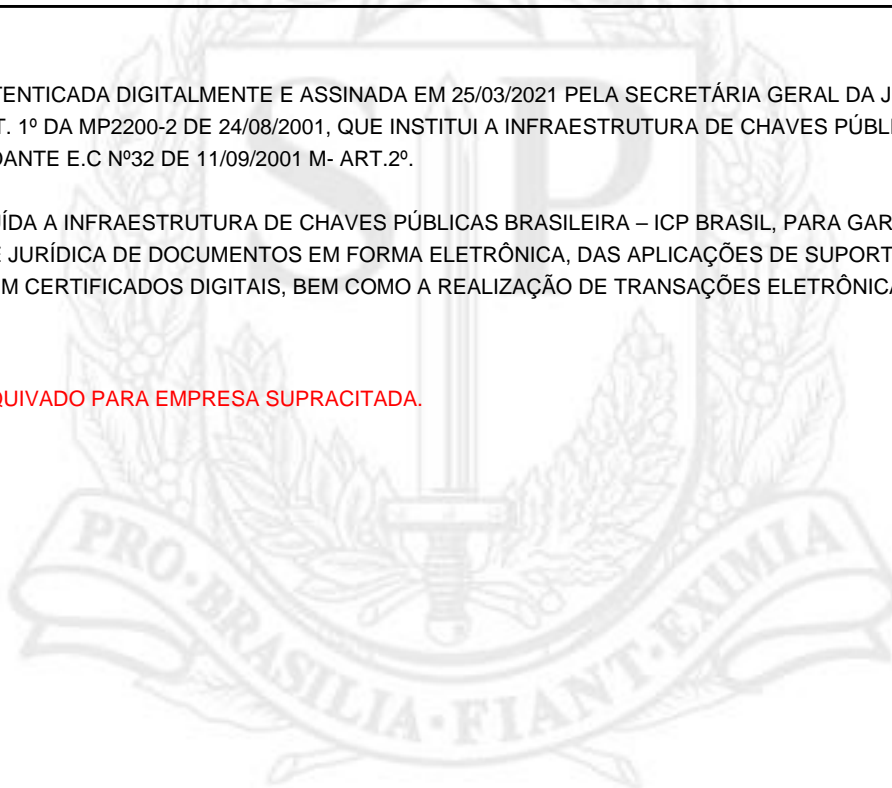 TENTICADA DIGITALMENTE E ASSINADA EM 25/03/2021 PELA SECRETÁRIA GERAL DA J
T. 1º DA MP2200-2 DE 24/08/2001, QUE INSTITUI A INFRAESTRUTURA DE CHAVES PÚBLI
DANTE E.C Nº32 DE 11/09/2001 M- ART.2º.
ÍDA A INFRAESTRUTURA DE CHAVES PÚBLICAS BRASILEIRA – ICP BRASIL, PARA GAR
E JURÍDICA DE DOCUMENTOS EM FORMA ELETRÔNICA, DAS APLICAÇÕES DE SUPORT
M CERTIFICADOS DIGITAIS, BEM COMO A REALIZAÇÃO DE TRANSAÇÕES ELETRÔNICA
QUIVADO PARA EMPRESA SUPRACITADA.
SP
PRO·BRASILIA·FIANT·EXIMIA